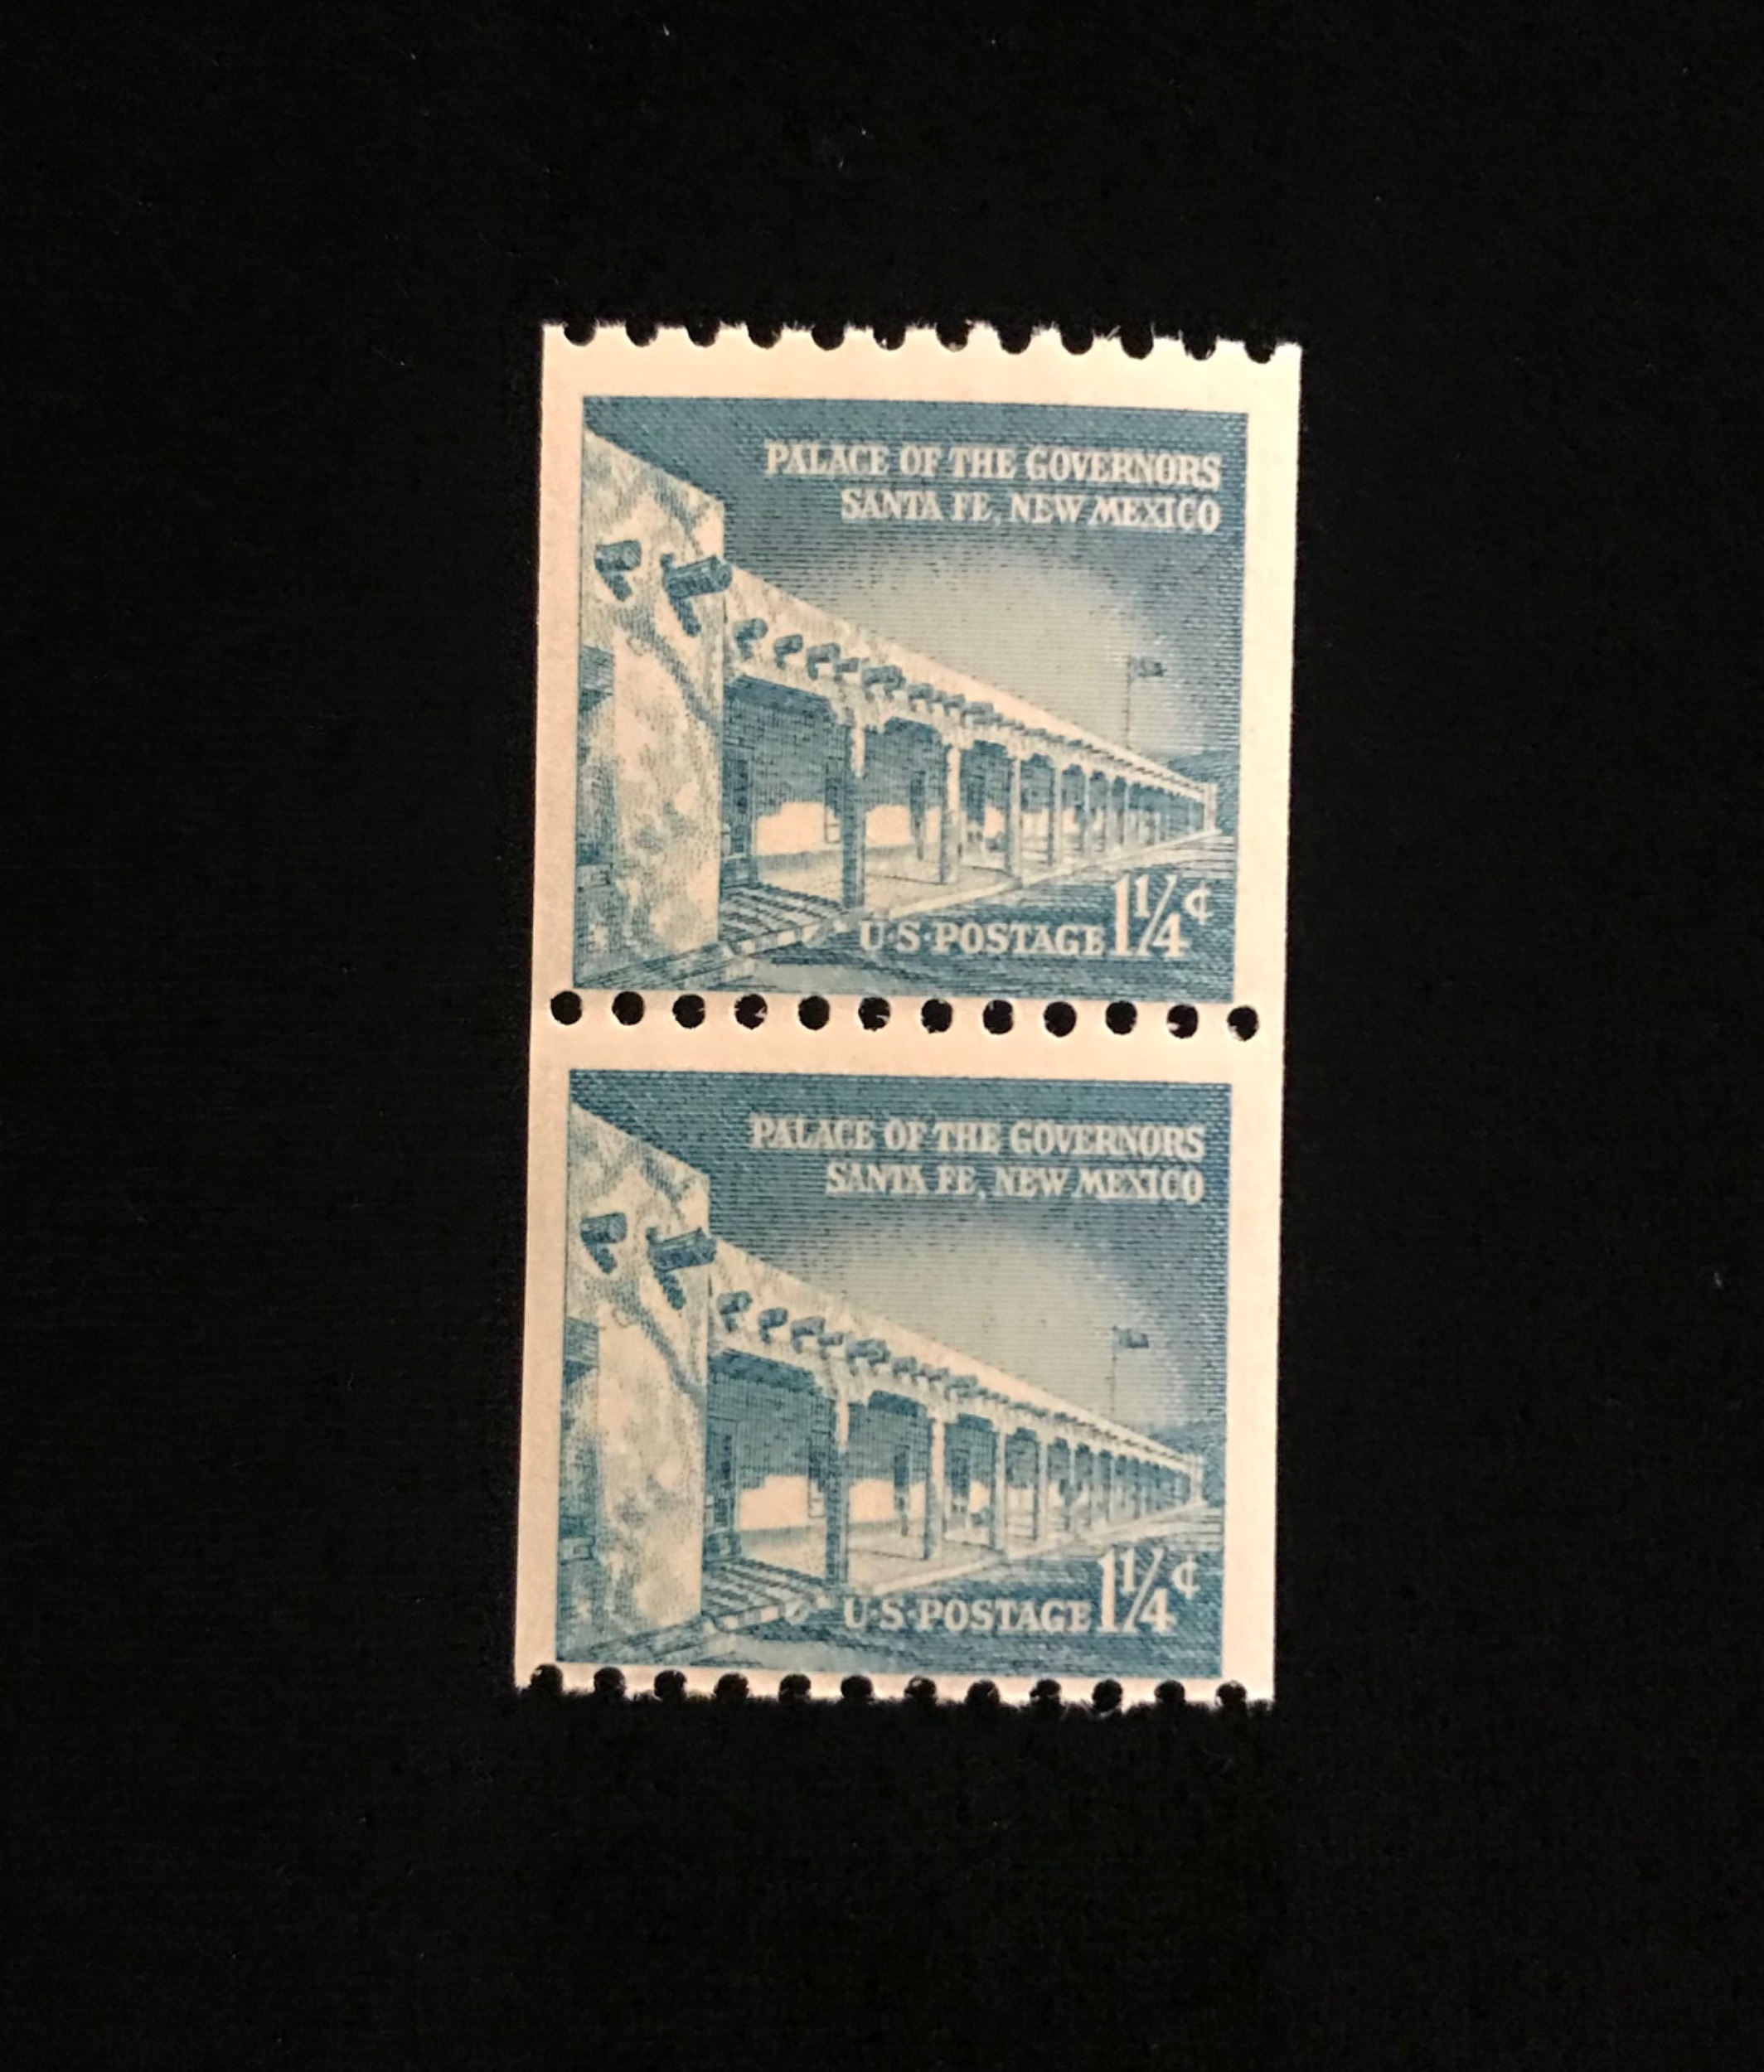 PALACE OF THE GOVERNORS
SANTA FE, NEW MEXICO
U·S·POSTAGE 1¼¢
PALACE OF THE GOVERNORS
SANTA FE, NEW MEXICO
U·S·POSTAGE 1¼¢